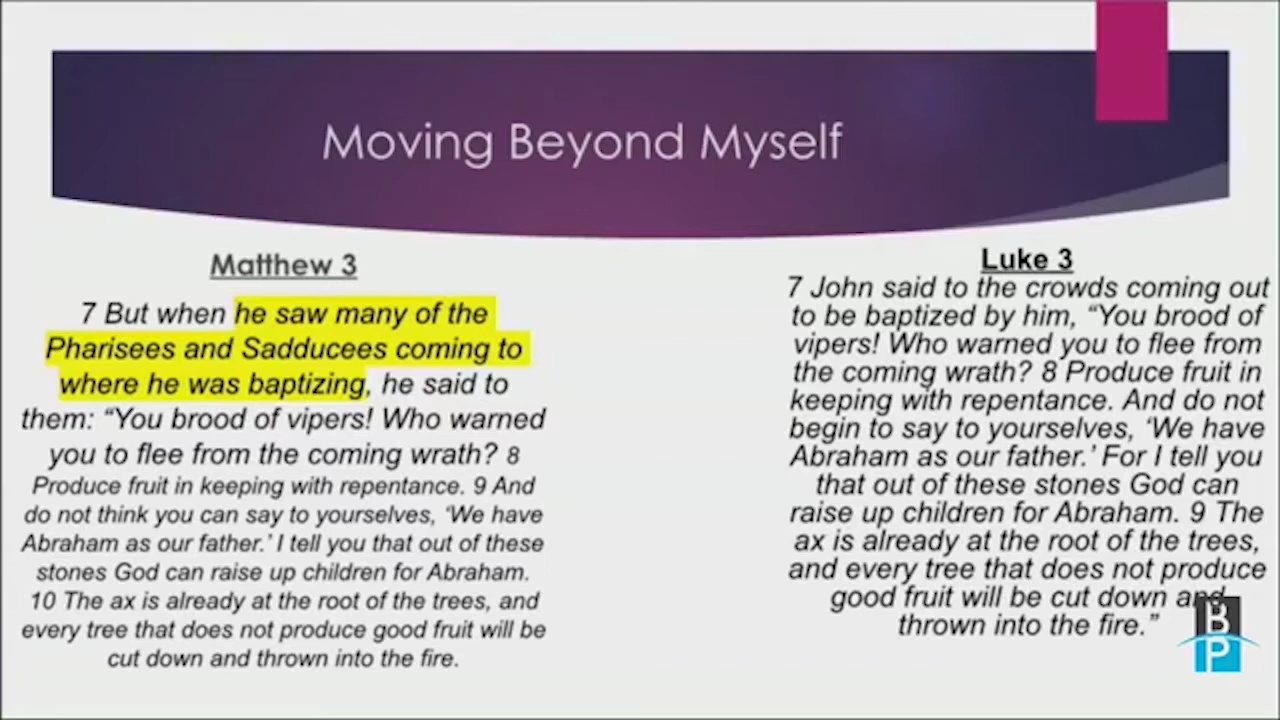 Moving Beyond Myself
Matthew 3
7 But when he saw many of the
Pharisees and Sadducees coming to
where he was baptizing, he said to
them: “You brood of vipers! Who warned
you to flee from the coming wrath? 8
Produce fruit in keeping with repentance. 9 And
do not think you can say to yourselves, ‘We have
Abraham as our father.’ I tell you that out of these
stones God can raise up children for Abraham.
10 The ax is already at the root of the trees, and
every tree that does not produce good fruit will be
cut down and thrown into the fire.
Luke 3
7 John said to the crowds coming out
to be baptized by him, “You brood of
vipers! Who warned you to flee from
the coming wrath? 8 Produce fruit in
keeping with repentance. And do not
begin to say to yourselves, ‘We have
Abraham as our father.’ For I tell you
that out of these stones God can
raise up children for Abraham. 9 The
ax is already at the root of the trees,
and every tree that does not produce
good fruit will be cut down and
thrown into the fire.”
B
P